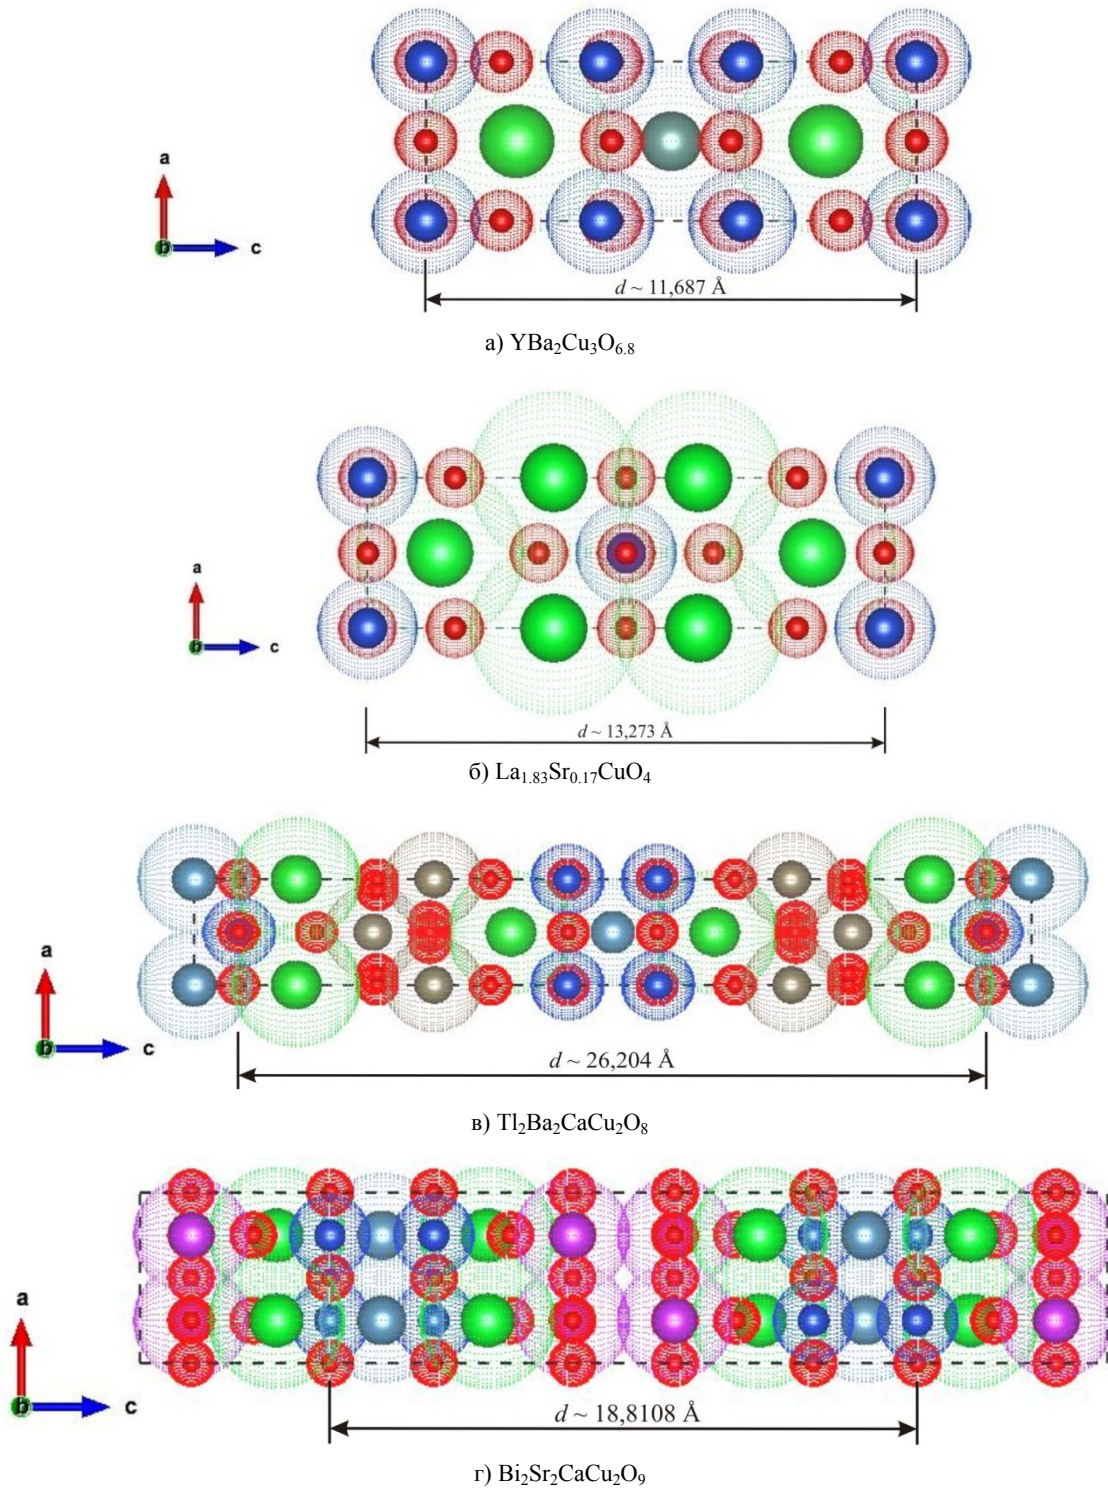 a
b
c
d ~ 11,687 Å
а) YBa₂Cu₃O₆.₈
a
b
c
d ~ 13,273 Å
б) La₁.₈₃Sr₀.₁₇CuO₄
a
b
c
d ~ 26,204 Å
в) Tl₂Ba₂CaCu₂O₈
a
b
c
d ~ 18,8108 Å
г) Bi₂Sr₂CaCu₂O₉